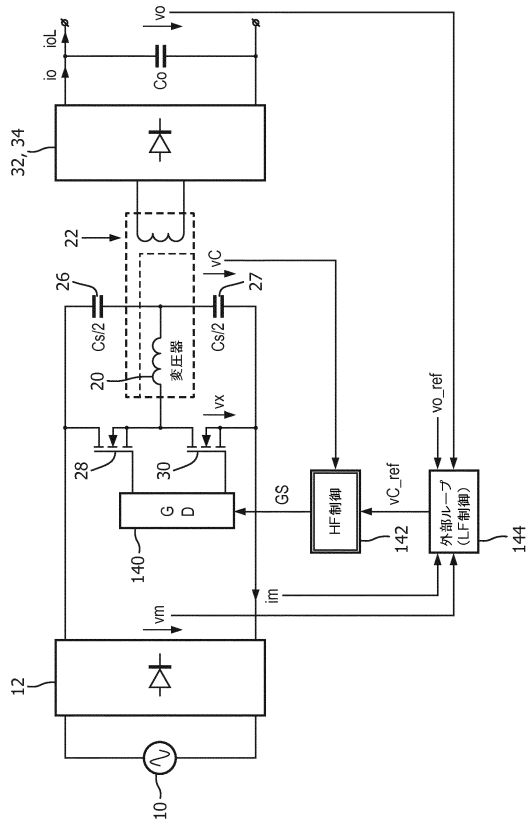 10
12
vm
im
140
G
D
GS
28
30
vx
20
変圧器
22
26
Cs/2
27
Cs/2
vC
32, 34
io
ioL
Co
vo
HF制御
142
vC_ref
外部ループ
(LF制御)
144
vo_ref